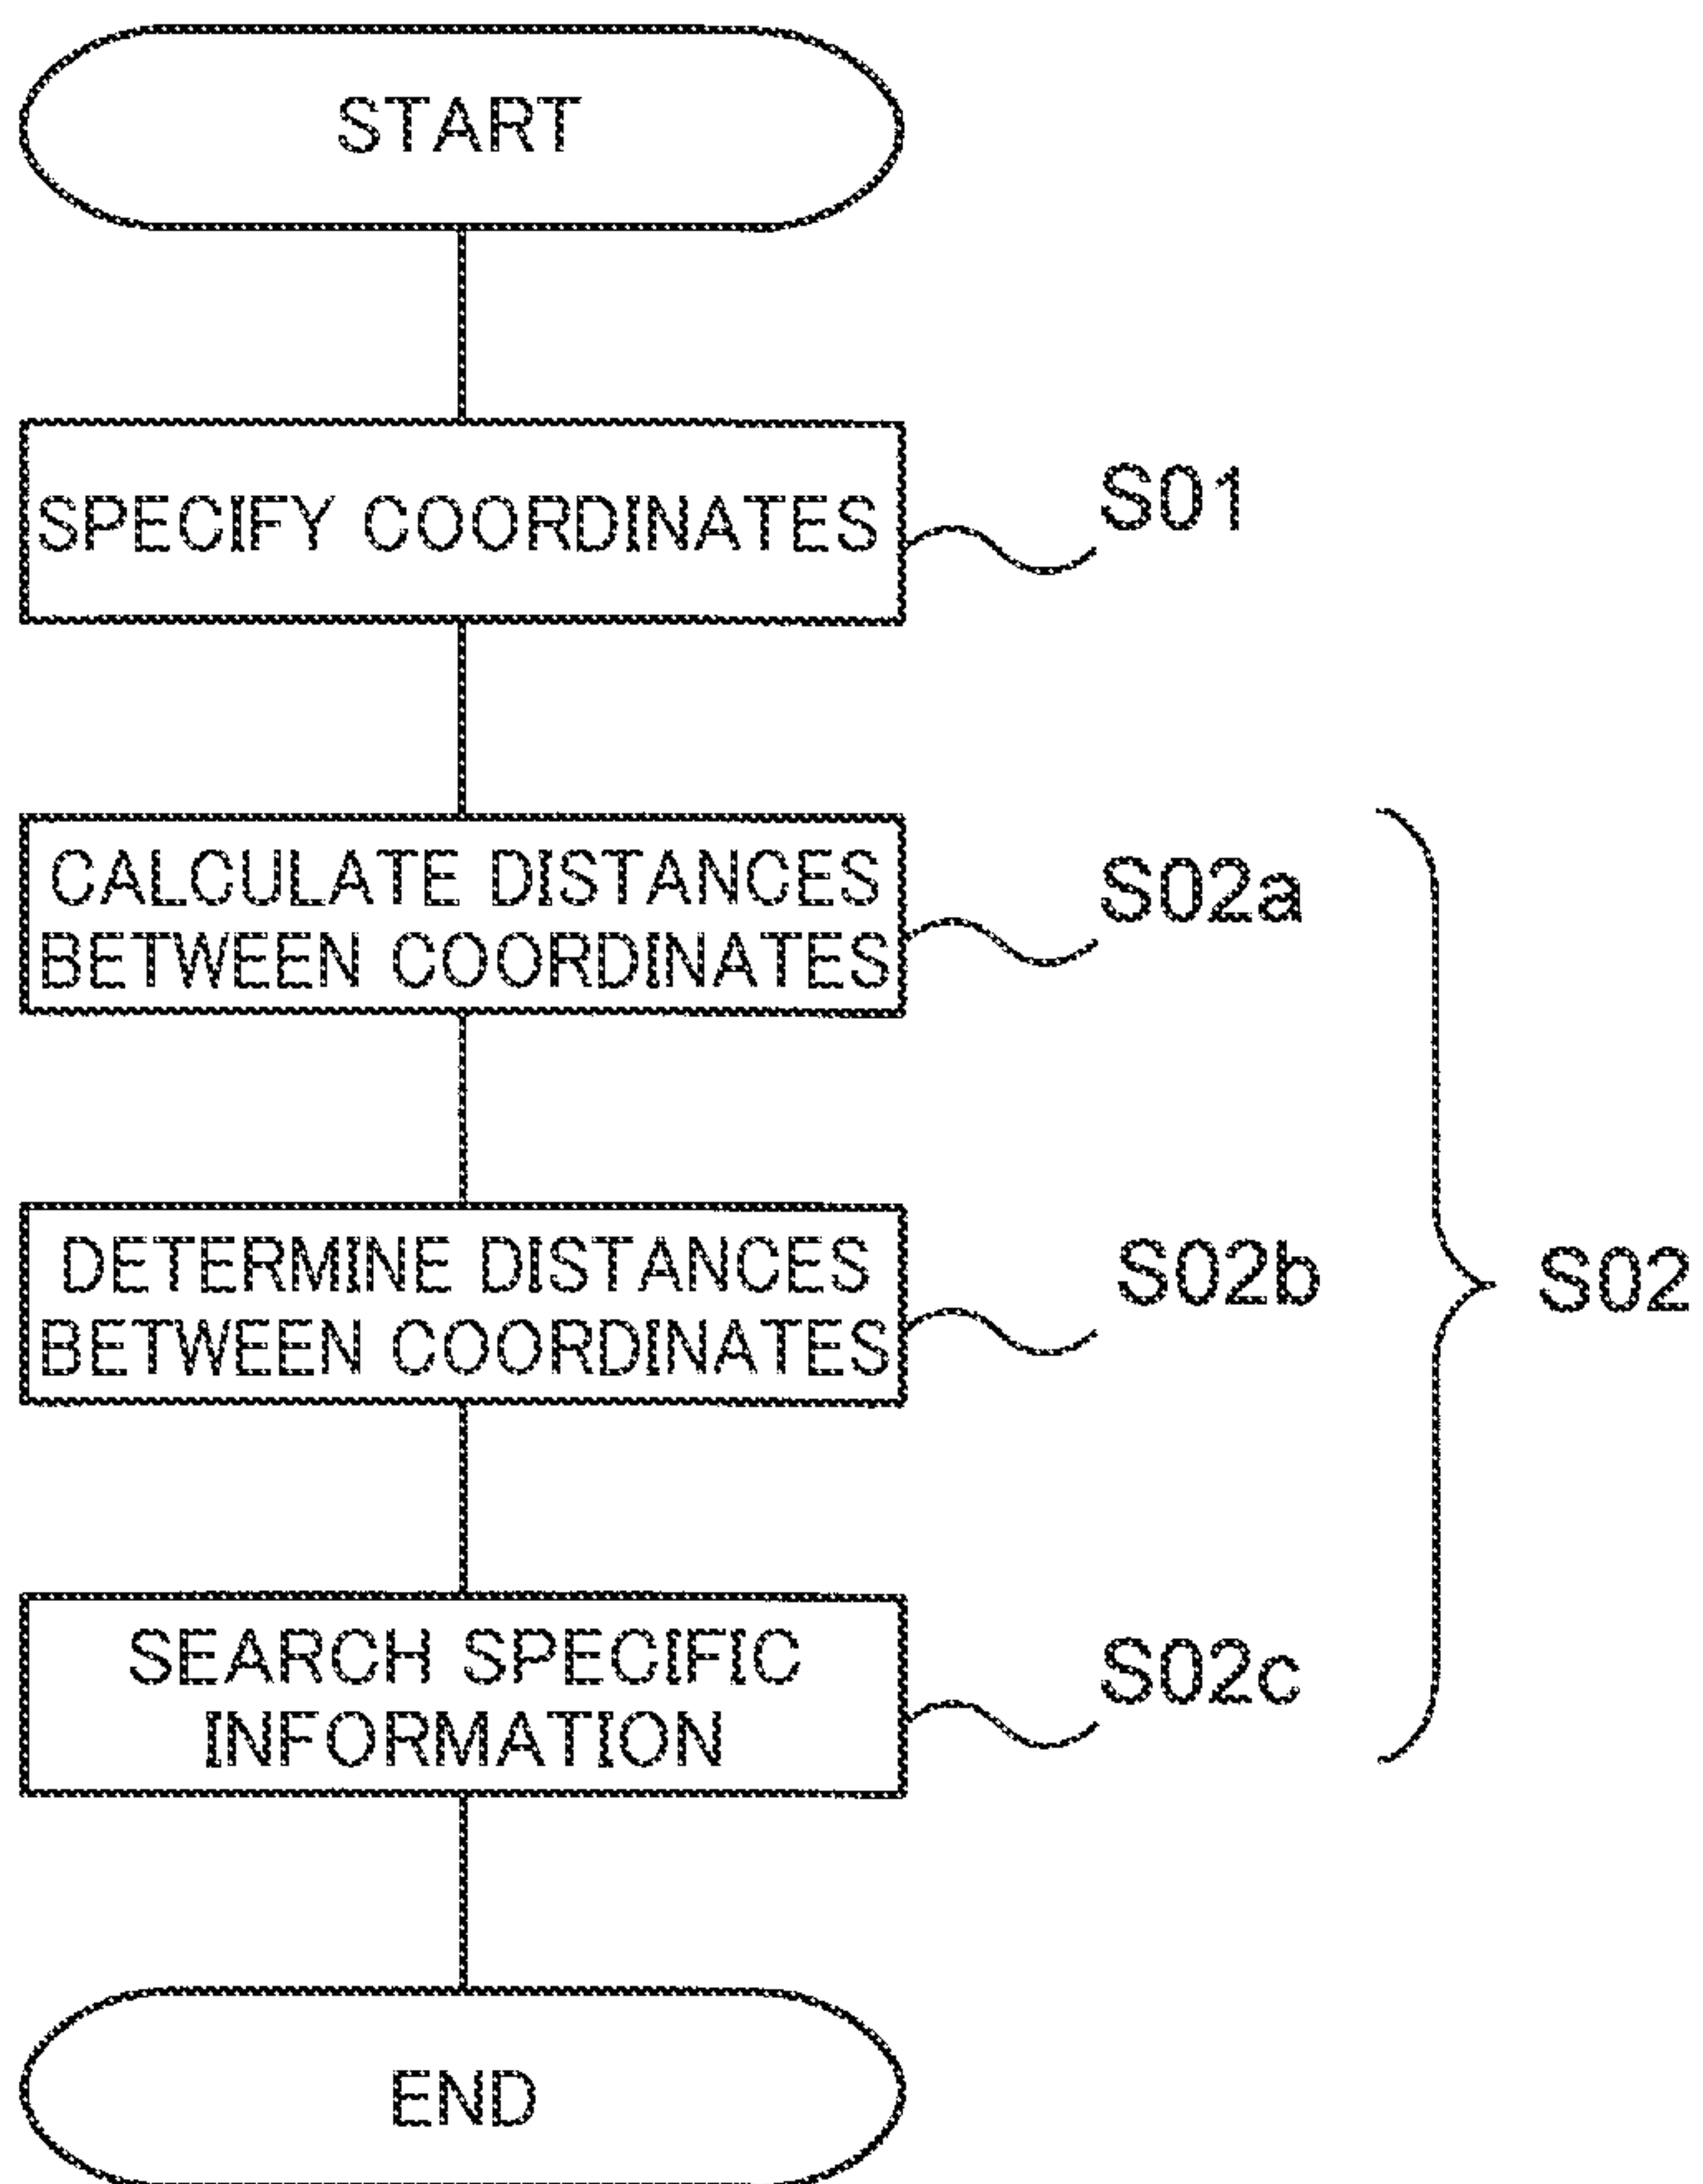 START
SPECIFY COORDINATES
S01
CALCULATE DISTANCES
BETWEEN COORDINATES
S02a
DETERMINE DISTANCES
BETWEEN COORDINATES
S02b
S02
SEARCH SPECIFIC
INFORMATION
S02c
END